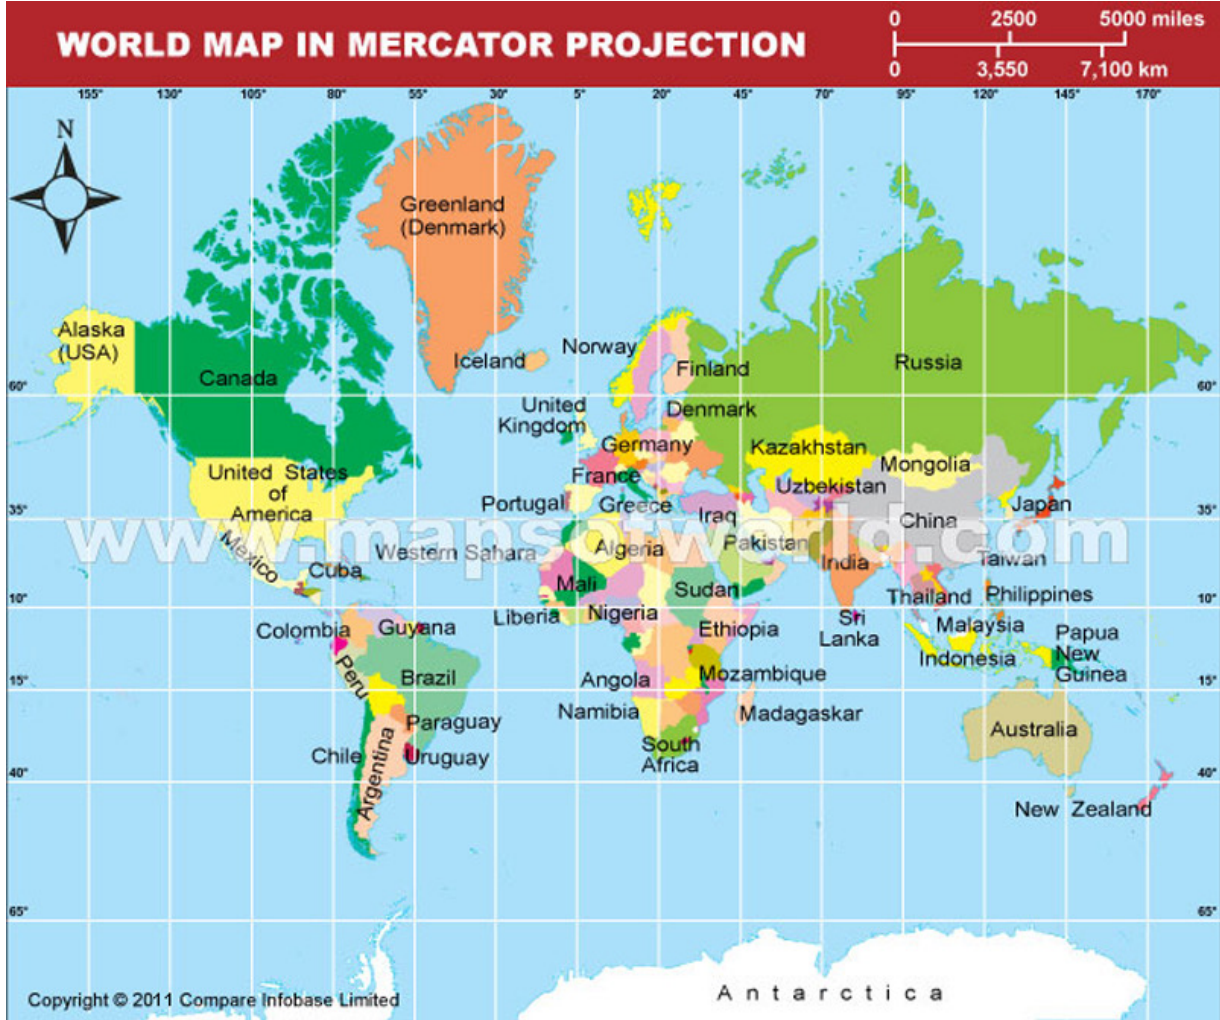 WORLD MAP IN MERCATOR PROJECTION
0 2500 5000 miles
0 3,550 7,100 km
155° 130° 105° 80° 55° 30° 5° 20° 45° 70° 95° 120° 145° 170°
N
Greenland
(Denmark)
Alaska
(USA)
Canada
Iceland
Norway
Finland
Russia
60° 60°
United
Kingdom
Denmark
Germany
Kazakhstan
Mongolia
France
United States
of
America
Uzbekistan
Portugal
Greece
Iraq
Japan
China
35° 35°
www.mapsofworld.com
Mexico
Western Sahara
Algeria
Pakistan
India
Taiwan
Cuba
Mali
Sudan
Thailand
Philippines
10° 10°
Liberia
Nigeria
Colombia
Guyana
Ethiopia
Sri
Lanka
Malaysia
Indonesia
Papua
New
Guinea
Peru
Brazil
Angola
Mozambique
15° 15°
Namibia
Madagaskar
Paraguay
Australia
Chile
Argentina
Uruguay
South
Africa
40° 40°
New Zealand
65° 65°
Antarctica
Copyright © 2011 Compare Infobase Limited